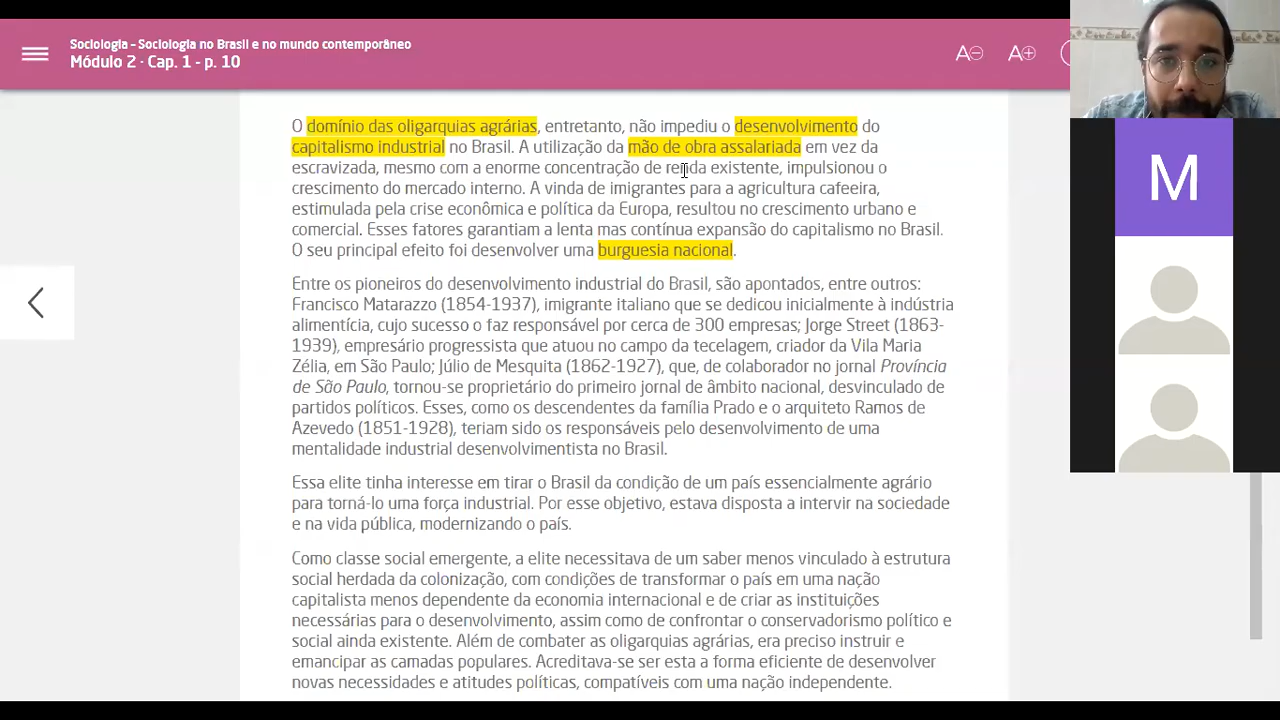 Sociologia – Sociologia no Brasil e no mundo contemporâneo
Módulo 2 · Cap. 1 - p. 10
A
A
O domínio das oligarquias agrárias, entretanto, não impediu o desenvolvimento do
capitalismo industrial no Brasil. A utilização da mão de obra assalariada em vez da
escravizada, mesmo com a enorme concentração de renda existente, impulsionou o
crescimento do mercado interno. A vinda de imigrantes para a agricultura cafeeira,
estimulada pela crise econômica e política da Europa, resultou no crescimento urbano e
comercial. Esses fatores garantiam a lenta mas contínua expansão do capitalismo no Brasil.
O seu principal efeito foi desenvolver uma burguesia nacional.
Entre os pioneiros do desenvolvimento industrial do Brasil, são apontados, entre outros:
Francisco Matarazzo (1854-1937), imigrante italiano que se dedicou inicialmente à indústria
alimentícia, cujo sucesso o faz responsável por cerca de 300 empresas; Jorge Street (1863-
1939), empresário progressista que atuou no campo da tecelagem, criador da Vila Maria
Zélia, em São Paulo; Júlio de Mesquita (1862-1927), que, de colaborador no jornal Província
de São Paulo, tornou-se proprietário do primeiro jornal de âmbito nacional, desvinculado de
partidos políticos. Esses, como os descendentes da família Prado e o arquiteto Ramos de
Azevedo (1851-1928), teriam sido os responsáveis pelo desenvolvimento de uma
mentalidade industrial desenvolvimentista no Brasil.
Essa elite tinha interesse em tirar o Brasil da condição de um país essencialmente agrário
para torná-lo uma força industrial. Por esse objetivo, estava disposta a intervir na sociedade
e na vida pública, modernizando o país.
Como classe social emergente, a elite necessitava de um saber menos vinculado à estrutura
social herdada da colonização, com condições de transformar o país em uma nação
capitalista menos dependente da economia internacional e de criar as instituições
necessárias para o desenvolvimento, assim como de confrontar o conservadorismo político e
social ainda existente. Além de combater as oligarquias agrárias, era preciso instruir e
emancipar as camadas populares. Acreditava-se ser esta a forma eficiente de desenvolver
novas necessidades e atitudes políticas, compatíveis com uma nação independente.
M